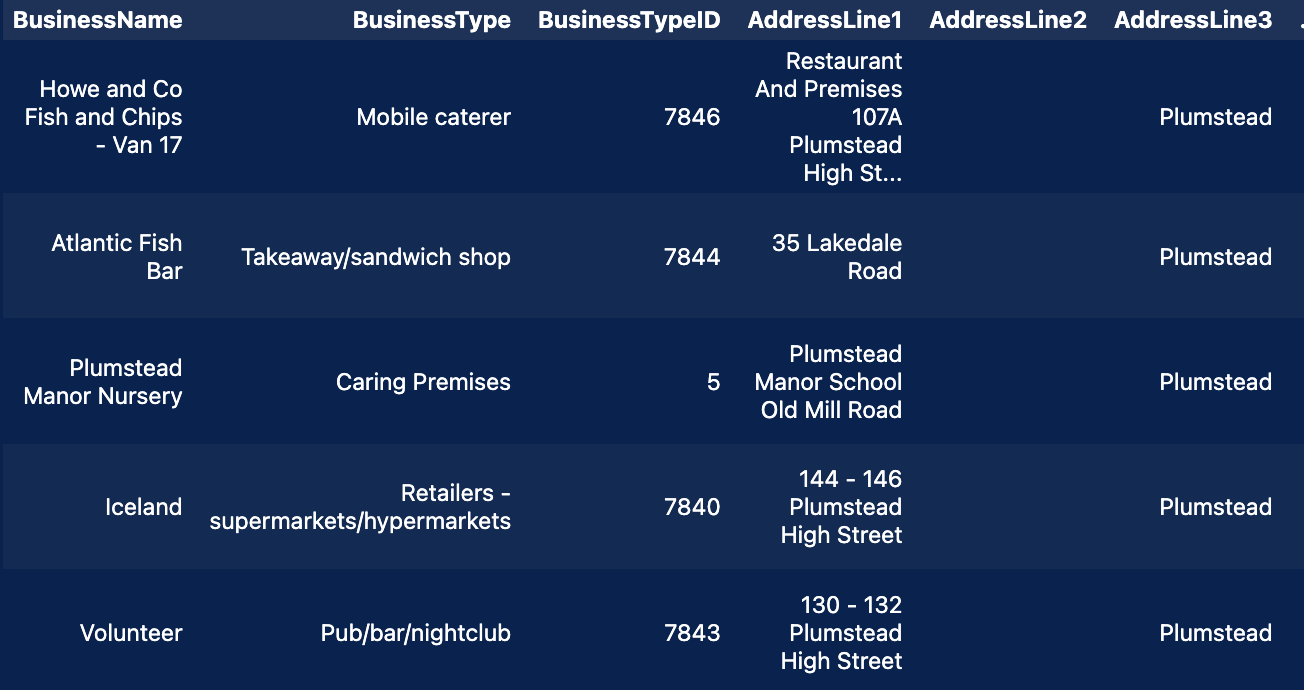 BusinessName BusinessType BusinessTypeID AddressLine1 AddressLine2 AddressLine3
Howe and Co
Fish and Chips
- Van 17
Mobile caterer
7846
Restaurant
And Premises
107A
Plumstead
High St...
Plumstead
Atlantic Fish
Bar
Takeaway/sandwich shop
7844
35 Lakedale
Road
Plumstead
Plumstead
Manor Nursery
Caring Premises
5
Plumstead
Manor School
Old Mill Road
Plumstead
Iceland
Retailers -
supermarkets/hypermarkets
7840
144 - 146
Plumstead
High Street
Plumstead
Volunteer
Pub/bar/nightclub
7843
130 - 132
Plumstead
High Street
Plumstead